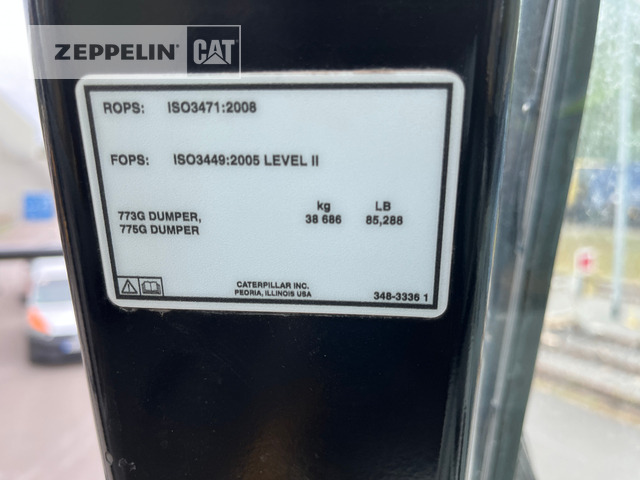 ZEPPELIN CAT
ROPS: ISO3471:2008
FOPS: ISO3449:2005 LEVEL II
kg LB
773G DUMPER, 38 686 85,288
775G DUMPER
CATERPILLAR INC.
PEORIA, ILLINOIS USA
348-3336 1